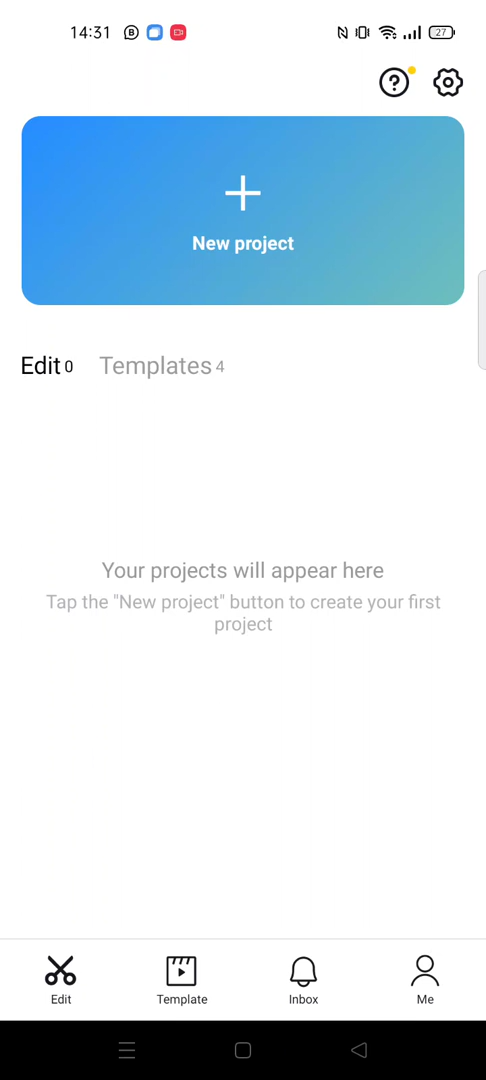 14:31
27
New project
Edit 0 Templates 4
Your projects will appear here
Tap the "New project" button to create your first
project
Edit Template Inbox Me